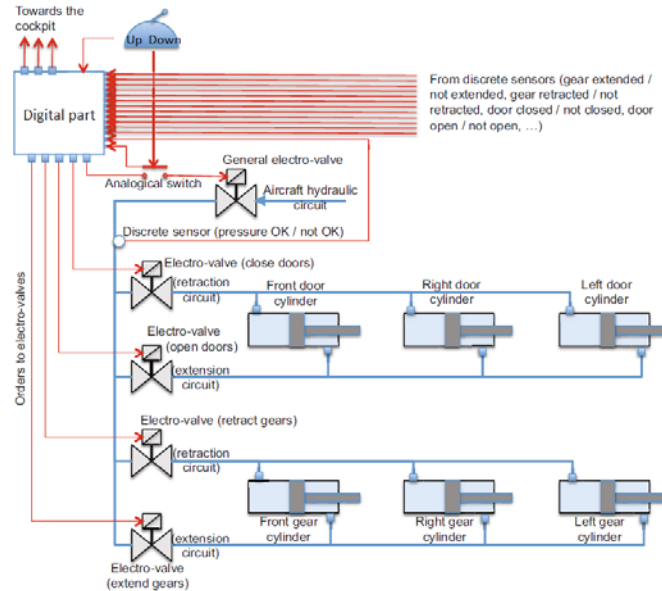 Towards the
cockpit
Up Down
Digital part
From discrete sensors (gear extended /
not extended, gear retracted / not
retracted, door closed / not closed, door
open / not open, ...)
General electro-valve
Analogical switch
Aircraft hydraulic
circuit
Discrete sensor (pressure OK / not OK)
Orders to electro-valves
Electro-valve (close doors)
(retraction
circuit)
Front door
cylinder
Right door
cylinder
Left door
cylinder
Electro-valve
(open doors)
(extension
circuit)
Electro-valve (retract gears)
(retraction
circuit)
Front gear
cylinder
Right gear
cylinder
Left gear
cylinder
(extension
circuit)
Electro-valve
(extend gears)